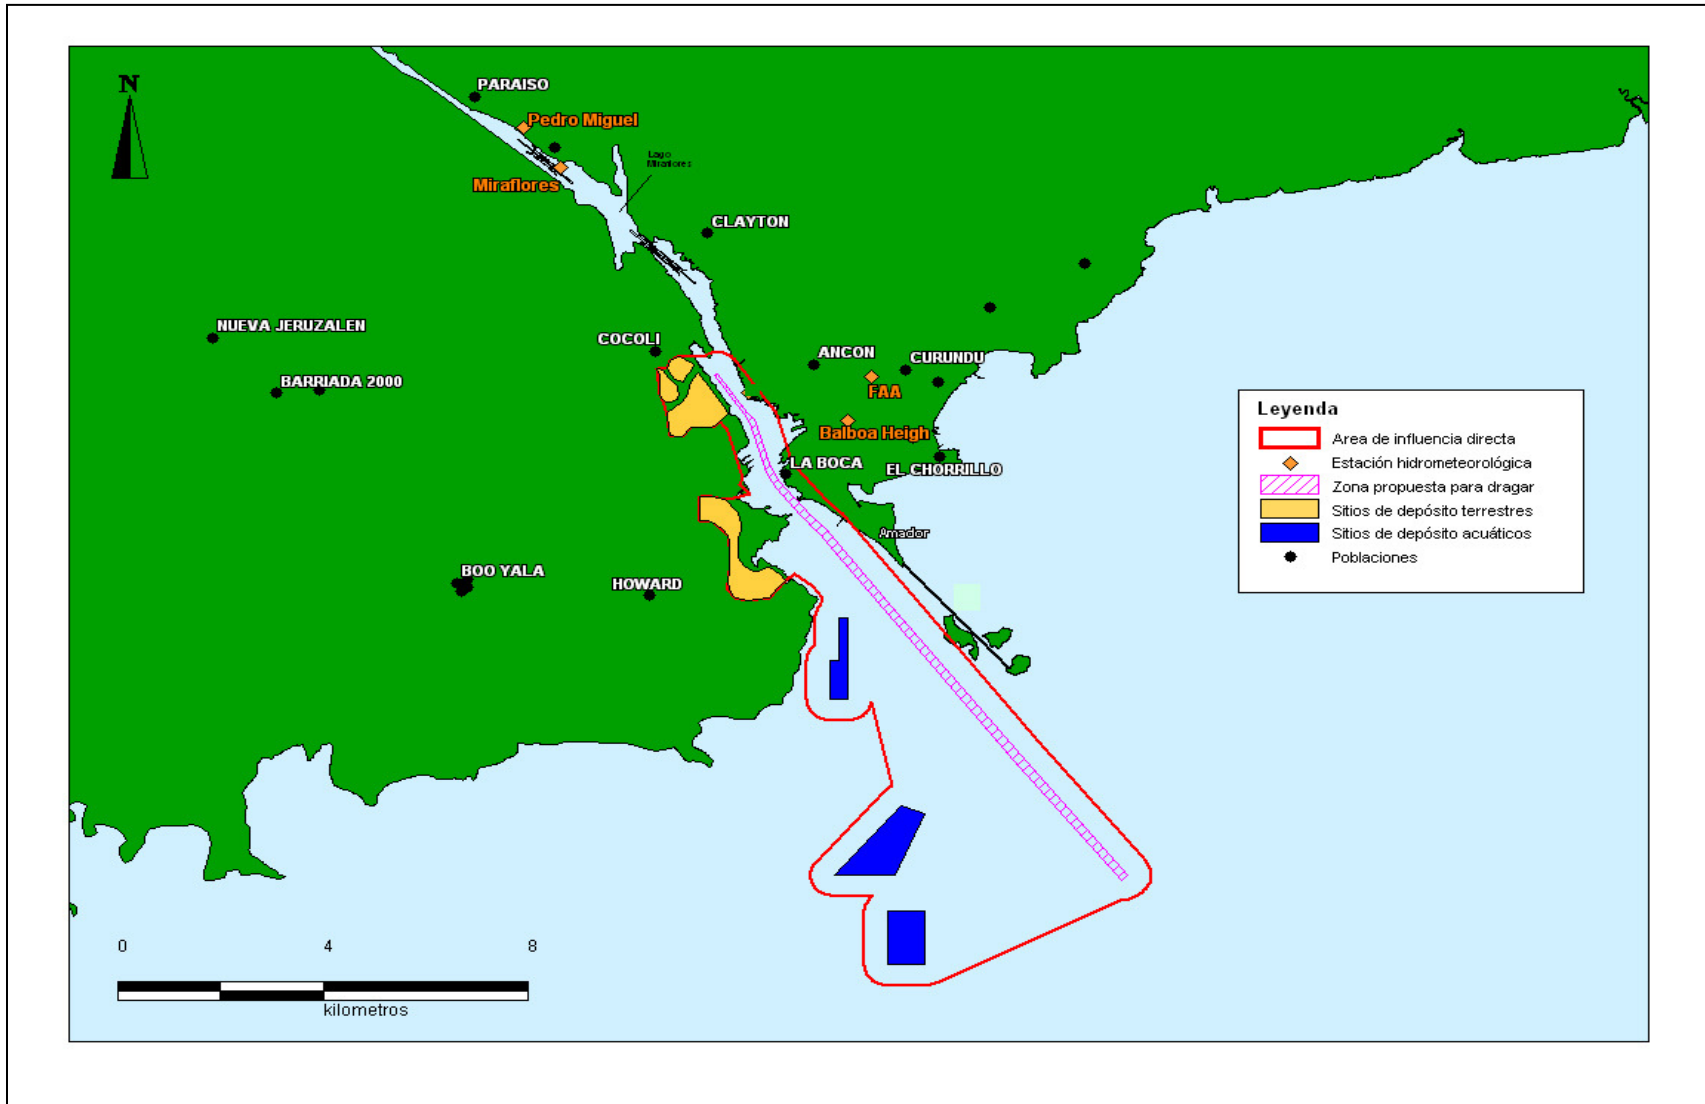 N
PARAISO
Pedro Miguel
Lago
Miraflores
Miraflores
CLAYTON
NUEVA JERUZALEN
COCOLI
ANCON
CURUNDU
BARRIADA 2000
FAA
Balboa Heigh
LA BOCA
EL CHORRILLO
Amador
BOO YALA
HOWARD
Leyenda
Area de influencia directa
Estación hidrometeorológica
Zona propuesta para dragar
Sitios de depósito terrestres
Sitios de depósito acuáticos
Poblaciones
0 4 8
kilometros